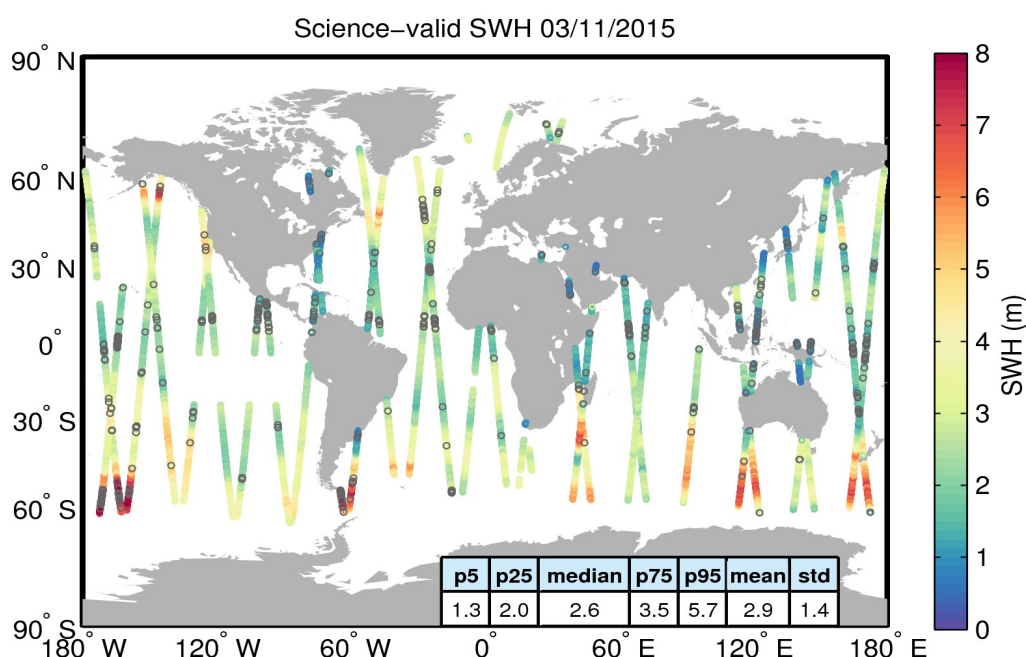 Science−valid SWH 03/11/2015
90° N
60° N
30° N
0°
30° S
60° S
90° S
180° W
120° W
60° W
0°
60° E
120° E
180° E
p5 p25 median p75 p95 mean std
1.3 2.0 2.6 3.5 5.7 2.9 1.4
8
7
6
5
4
3
2
1
0
SWH (m)